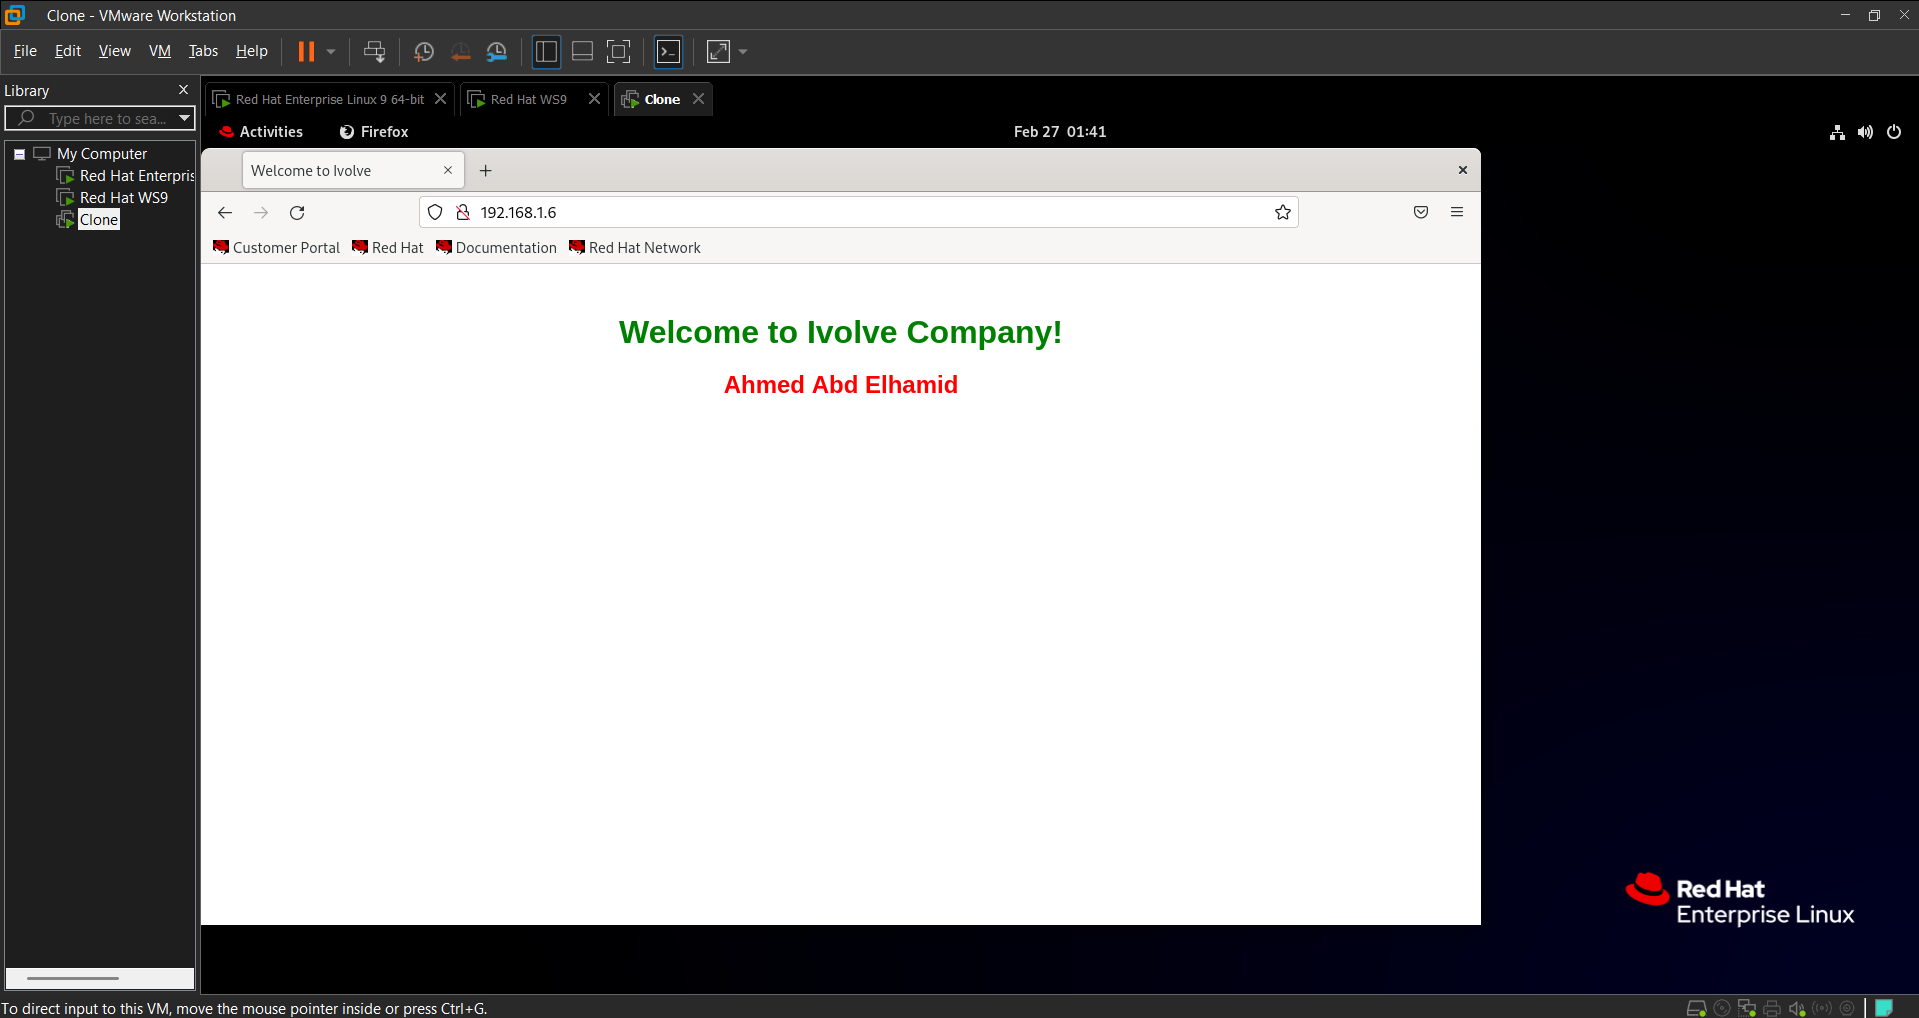 Clone - VMware Workstation
File Edit View VM Tabs Help
Library
Type here to sea...
My Computer
Red Hat Enterpris
Red Hat WS9
Clone
Red Hat Enterprise Linux 9 64-bit
Red Hat WS9
Clone
Activities Firefox Feb 27 01:41
Welcome to Ivolve
192.168.1.6
Customer Portal Red Hat Documentation Red Hat Network
Welcome to Ivolve Company!
Ahmed Abd Elhamid
Red Hat
Enterprise Linux
To direct input to this VM, move the mouse pointer inside or press Ctrl+G.